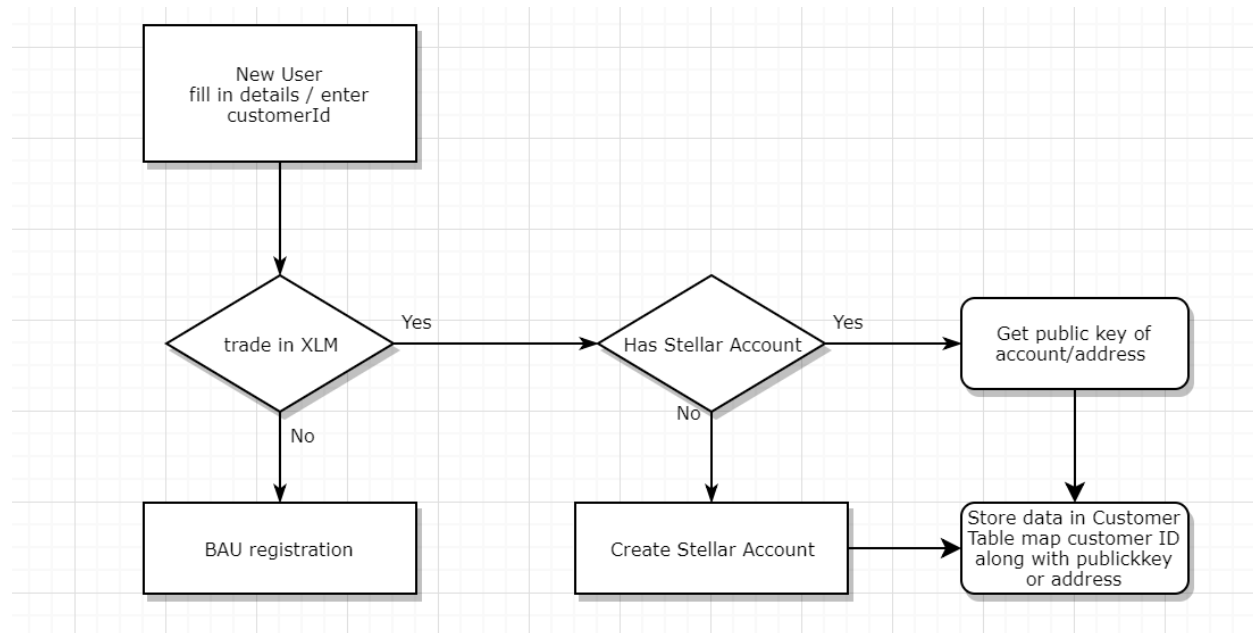 New User
fill in details / enter
customerId
trade in XLM
Yes
Has Stellar Account
Yes
Get public key of
account/address
No
No
BAU registration
Create Stellar Account
Store data in Customer
Table map customer ID
along with publickkey
or address